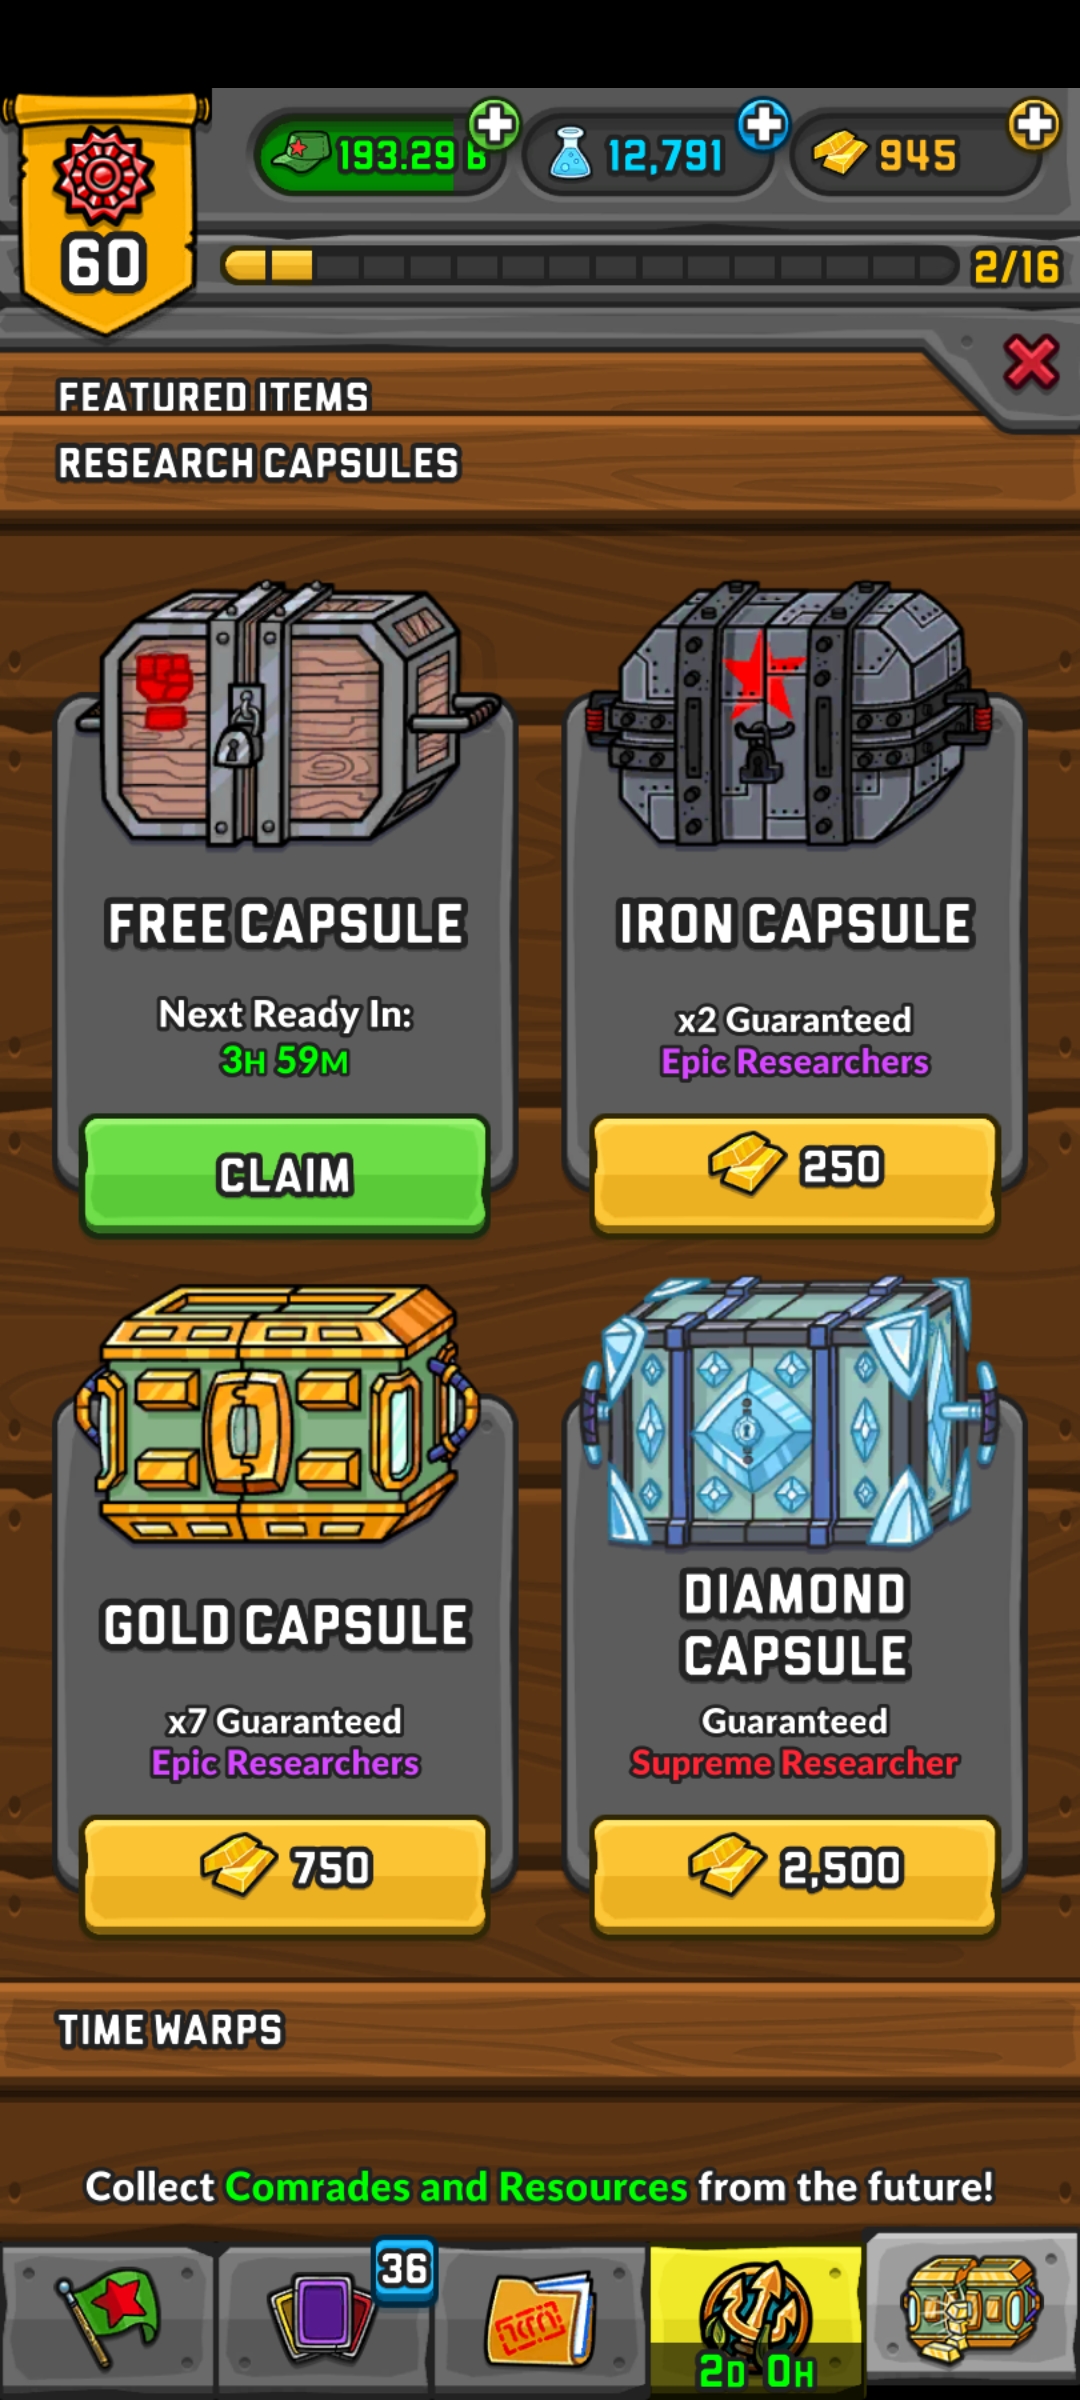 193.29 B
12,791
945
60
2/16
FEATURED ITEMS
RESEARCH CAPSULES
FREE CAPSULE
Next Ready In:
3H 59M
CLAIM
IRON CAPSULE
x2 Guaranteed
Epic Researchers
250
GOLD CAPSULE
x7 Guaranteed
Epic Researchers
750
DIAMOND
CAPSULE
Guaranteed
Supreme Researcher
2,500
TIME WARPS
Collect Comrades and Resources from the future!
36
2D 0H